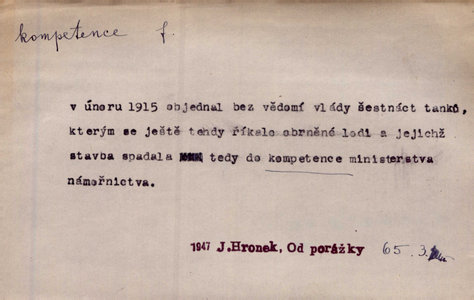 kompetence f.
v únoru 1915 objednal bez vědomí vlády šestnáct tanků,
kterým se ještě tehdy říkalo obrněné lodi a jejichž
stavba spadala tedy do kompetence ministerstva
námořnictva.
1947 J.Hronek, Od porážky 65. 3.